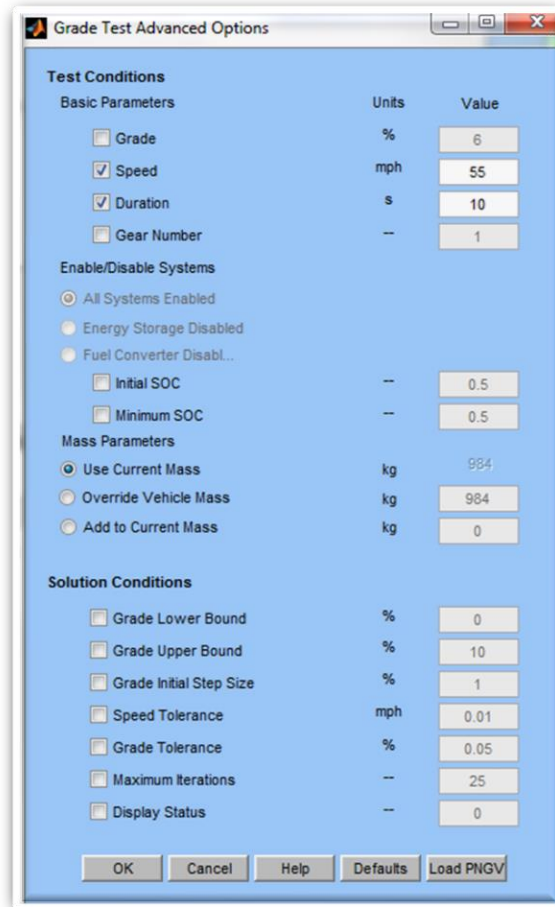 Grade Test Advanced Options
Test Conditions
Basic Parameters Units Value
Grade % 6
Speed mph 55
Duration s 10
Gear Number -- 1
Enable/Disable Systems
All Systems Enabled
Energy Storage Disabled
Fuel Converter Disabl...
Initial SOC -- 0.5
Minimum SOC -- 0.5
Mass Parameters
Use Current Mass kg 984
Override Vehicle Mass kg 984
Add to Current Mass kg 0
Solution Conditions
Grade Lower Bound % 0
Grade Upper Bound % 10
Grade Initial Step Size % 1
Speed Tolerance mph 0.01
Grade Tolerance % 0.05
Maximum Iterations -- 25
Display Status -- 0
OK Cancel Help Defaults Load PNGV